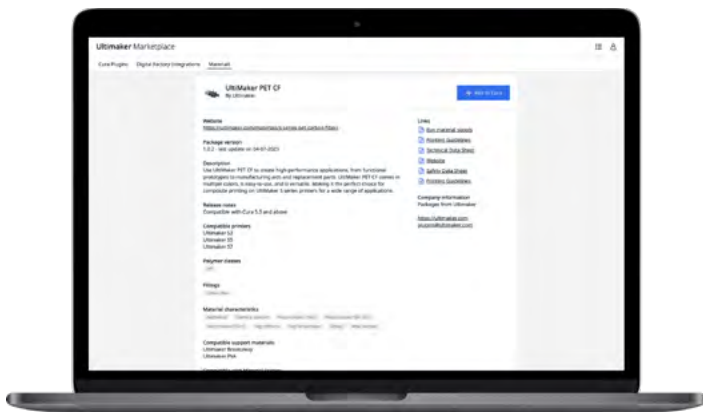 Ultimaker Marketplace
Cura Plugins Digital Factory Integrations Materials
UltiMaker PET CF
By Ultimaker
Add to Cura
Website
Package version
1.0.2 - last update on 04-07-2023
Description
Use UltiMaker PET CF to create high-performance applications, from functional
prototypes to manufacturing aids and replacement parts. UltiMaker PET CF comes in
multiple colors, is easy-to-use, and is versatile, making it the perfect choice for
composite printing on UltiMaker S series printers for a wide range of applications.
Release notes
Compatible with Cura 5.3 and above
Compatible printers
Ultimaker S3
Ultimaker S5
Ultimaker S7
Polymer classes
Fillings
Material characteristics
Compatible support materials
Ultimaker Breakaway
Ultimaker PVA
Links
Buy material spools
Printing Guidelines
Technical Data Sheet
Website
Safety Data Sheet
Printing Guidelines
Company information
Packages from Ultimaker
https://ultimaker.com
plugins@ultimaker.com